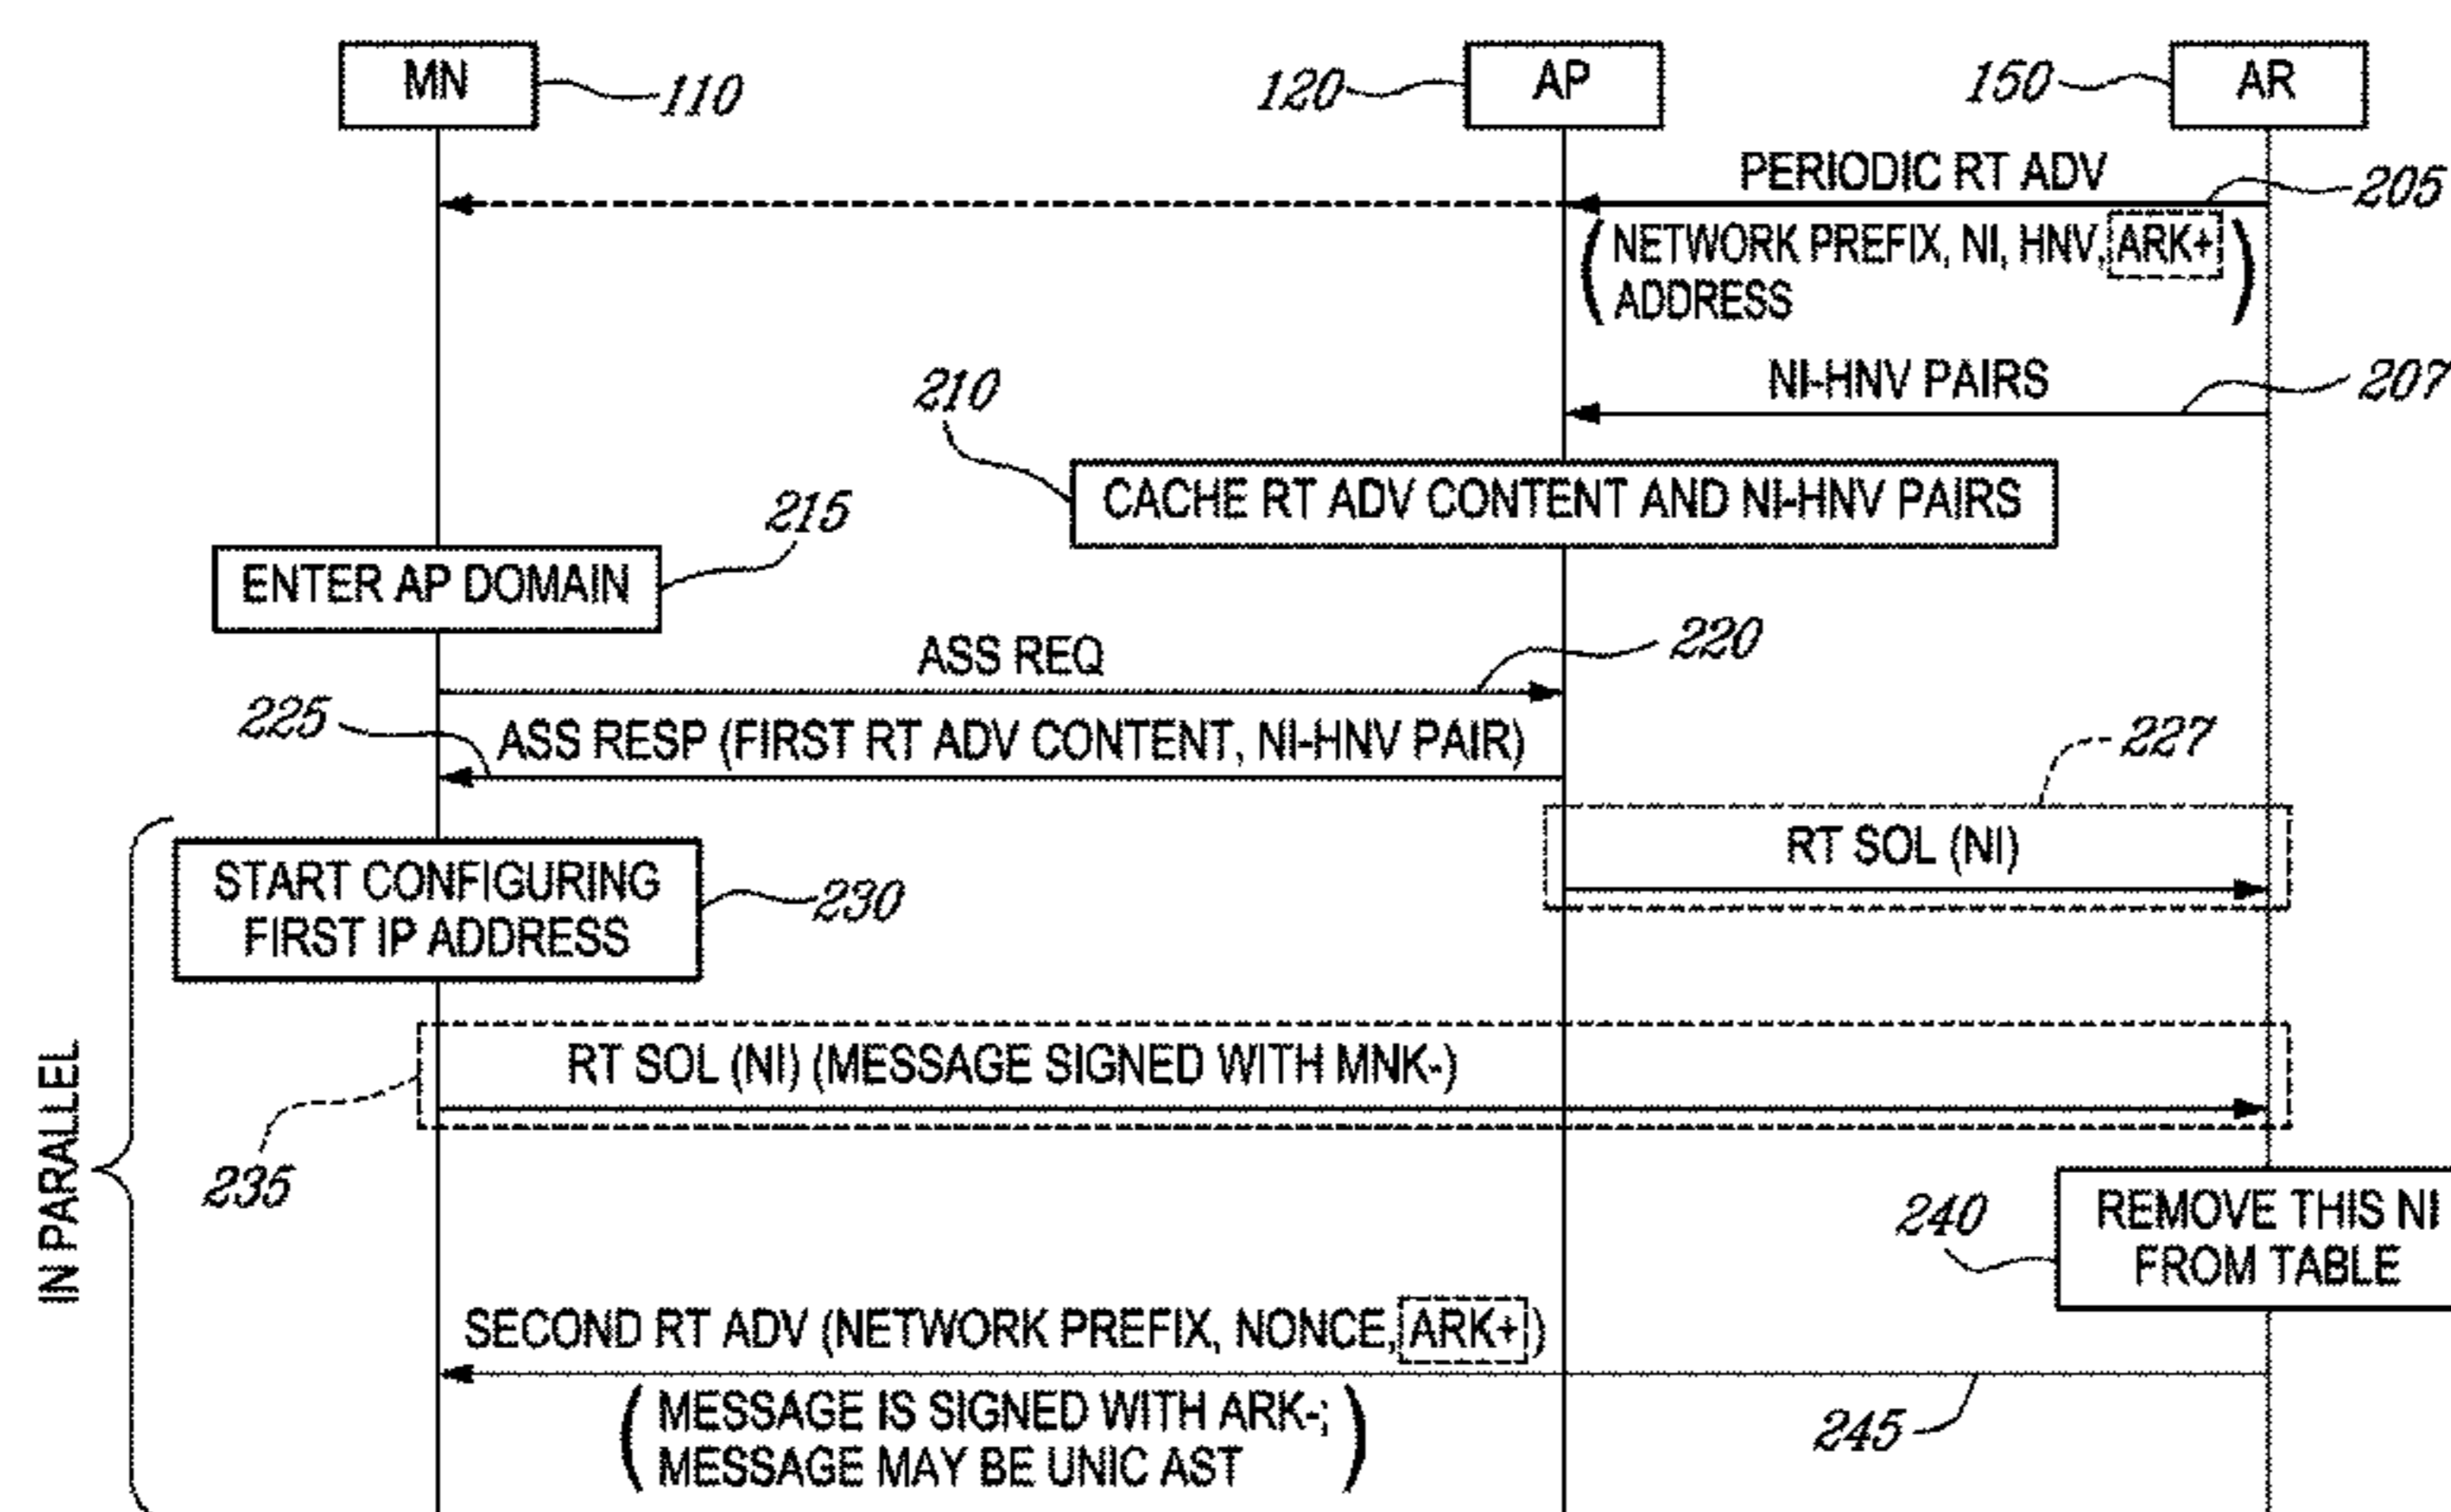 MN
110
120
AP
150
AR
PERIODIC RT ADV
205
(NETWORK PREFIX, NI, HNV, ARK+
ADDRESS)
NI-HNV PAIRS
207
210
CACHE RT ADV CONTENT AND NI-HNV PAIRS
215
ENTER AP DOMAIN
ASS REQ
220
225
ASS RESP (FIRST RT ADV CONTENT, NI-HNV PAIR)
227
RT SOL (NI)
START CONFIGURING
FIRST IP ADDRESS
230
RT SOL (NI) (MESSAGE SIGNED WITH MNK-)
235
IN PARALLEL
240
REMOVE THIS NI
FROM TABLE
SECOND RT ADV (NETWORK PREFIX, NONCE, ARK+)
(MESSAGE IS SIGNED WITH ARK-;
MESSAGE MAY BE UNIC AST)
245